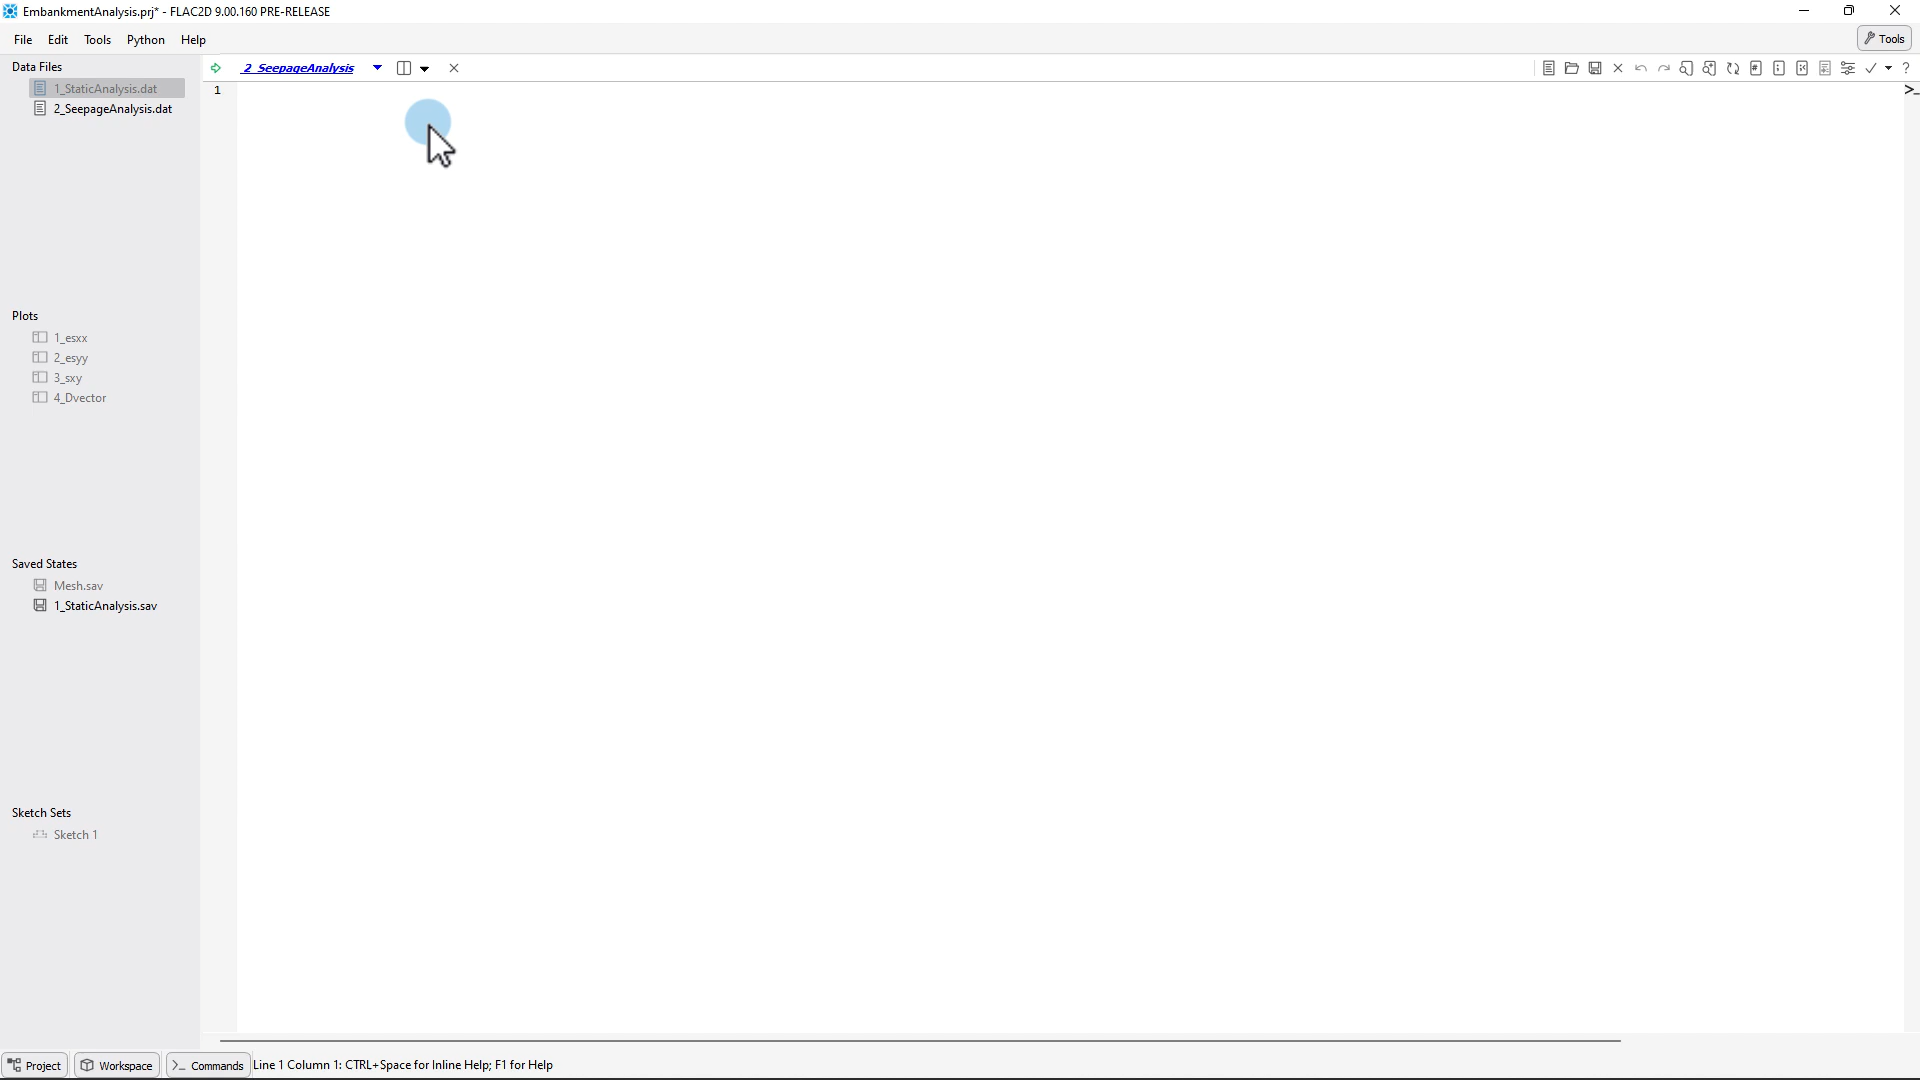 EmbankmentAnalysis.prj* - FLAC2D 9.00.160 PRE-RELEASE
File Edit Tools Python Help
Tools
Data Files
1_StaticAnalysis.dat
2_SeepageAnalysis.dat
2_SeepageAnalysis
1
Plots
1_esxx
2_esyy
3_sxy
4_Dvector
Saved States
Mesh.sav
1_StaticAnalysis.sav
Sketch Sets
Sketch 1
Project Workspace Commands Line 1 Column 1: CTRL+Space for Inline Help; F1 for Help